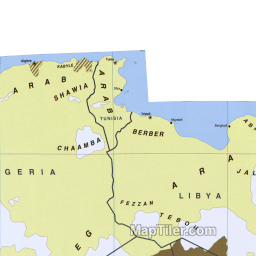 Algiers
KABYLE
Tunis
ARAB
SHAWIA
ARAB
TUNISIA
Tripoli
Benghazi
BERBER
CHAAMBA
GERIA
ARA
JAL
LIBYA
FEZZAN
TEBO
EG
MapTiler.com